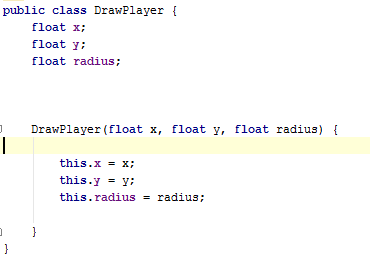 public class DrawPlayer {
    float x;
    float y;
    float radius;
    DrawPlayer(float x, float y, float radius) {
        this.x = x;
        this.y = y;
        this.radius = radius;
    }
}